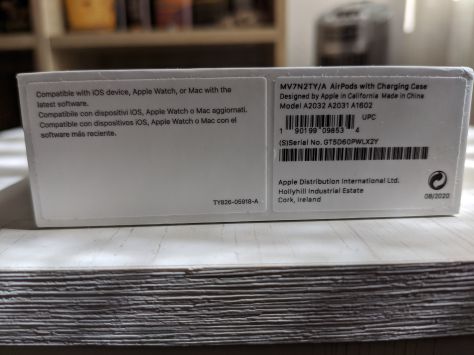 Compatible with iOS device, Apple Watch, or Mac with the
latest software.
Compatibile con dispositivi iOS, Apple Watch o Mac aggiornati.
Compatible con dispositivos iOS, Apple Watch o Mac con el
software más reciente.
TY826-05918-A
MV7N2TY/A AirPods with Charging Case
Designed by Apple in California Made in China
Model A2032 A2031 A1602
UPC
1 90199 09853 4
(S)Serial No. GT5D60PWLX2Y
Apple Distribution International Ltd.
Hollyhill Industrial Estate
Cork, Ireland
08/2020